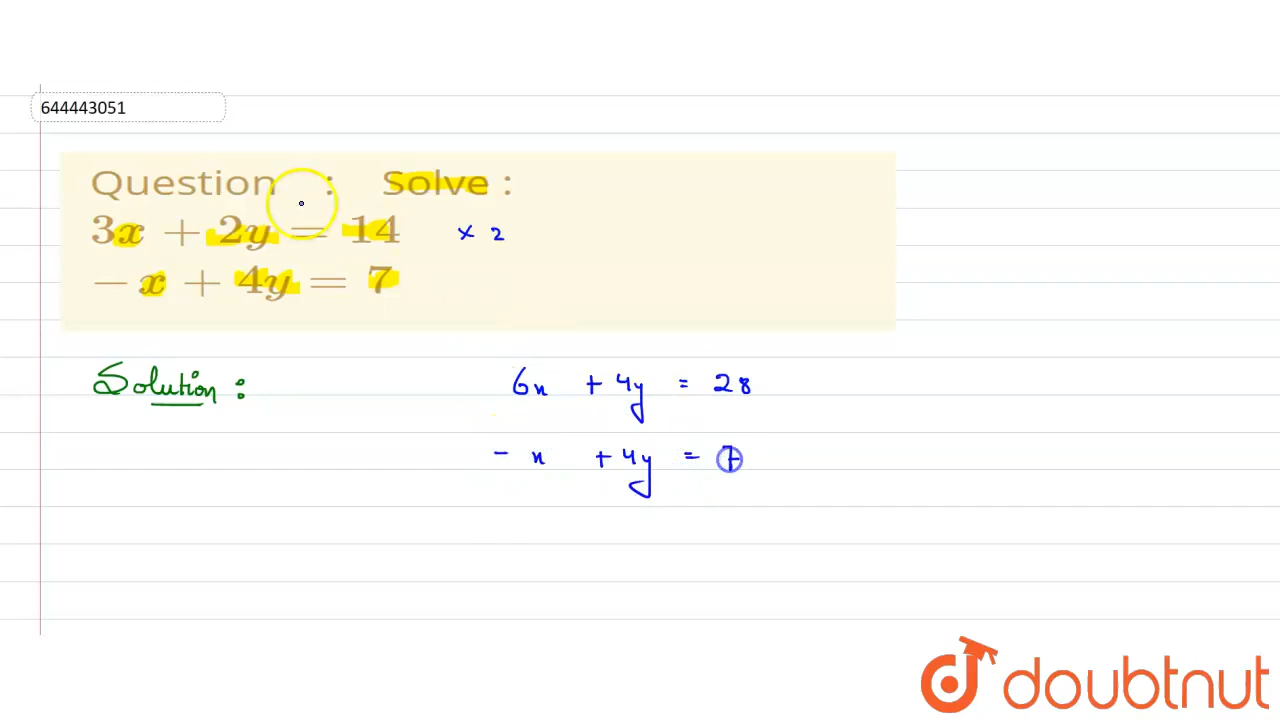 644443051
Question : Solve :
3x + 2y = 14 × 2
- x + 4y = 7
Solution :
6x + 4y = 28
- x + 4y = 7
doubtnut